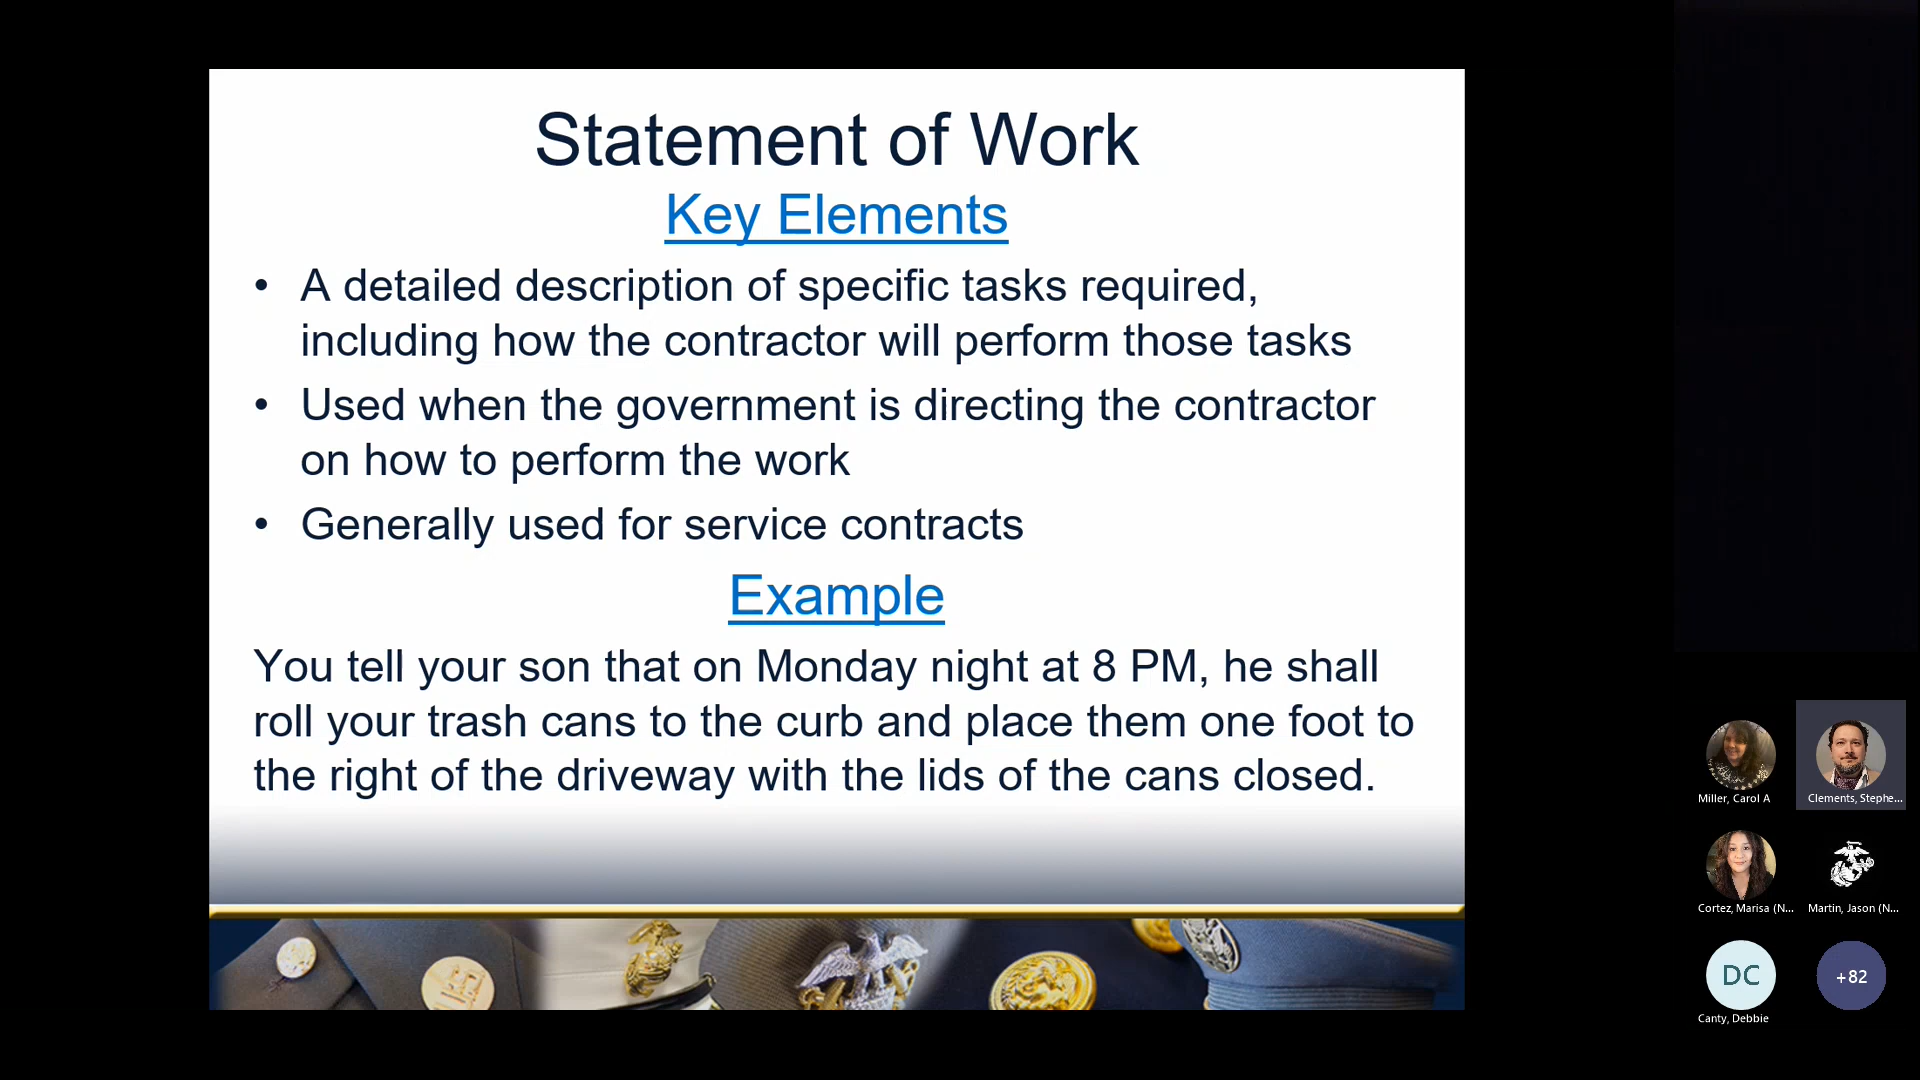 Statement of Work
Key Elements
• A detailed description of specific tasks required,
including how the contractor will perform those tasks
• Used when the government is directing the contractor
on how to perform the work
• Generally used for service contracts
Example
You tell your son that on Monday night at 8 PM, he shall
roll your trash cans to the curb and place them one foot to
the right of the driveway with the lids of the cans closed.
Miller, Carol A
Clements, Stephe...
Cortez, Marisa (N...
Martin, Jason (N...
DC
+82
Canty, Debbie